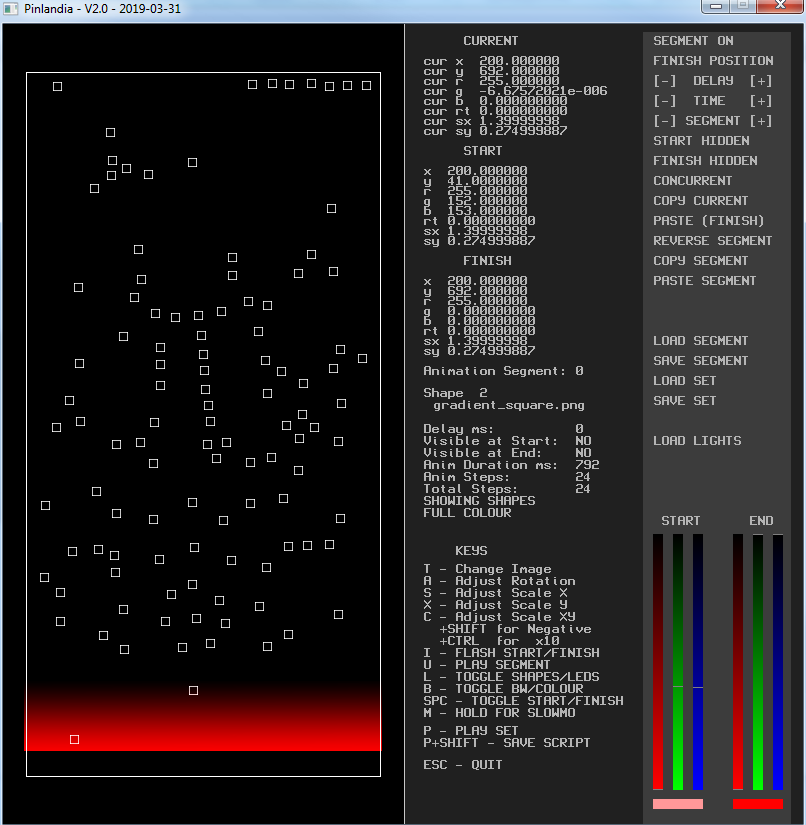 Pinlandia - V2.0 - 2019-03-31
CURRENT
cur x 200.000000
cur y 692.000000
cur r 255.000000
cur g -6.67572021e-006
cur b 0.000000000
cur rt 0.000000000
cur sx 1.39999998
cur sy 0.274999887
START
x 200.000000
y 41.0000000
r 255.000000
g 152.000000
b 153.000000
rt 0.000000000
sx 1.39999998
sy 0.274999887
FINISH
x 200.000000
y 692.000000
r 255.000000
g 0.000000000
b 0.000000000
rt 0.000000000
sx 1.39999998
sy 0.274999887
Animation Segment: 0
Shape 2
gradient_square.png
Delay ms: 0
Visible at Start: NO
Visible at End: NO
Anim Duration ms: 792
Anim Steps: 24
Total Steps: 24
SHOWING SHAPES
FULL COLOUR
KEYS
T - Change Image
A - Adjust Rotation
S - Adjust Scale X
X - Adjust Scale Y
C - Adjust Scale XY
+SHIFT for Negative
+CTRL for x10
I - FLASH START/FINISH
U - PLAY SEGMENT
L - TOGGLE SHAPES/LEDS
B - TOGGLE BW/COLOUR
SPC - TOGGLE START/FINISH
M - HOLD FOR SLOWMO
P - PLAY SET
P+SHIFT - SAVE SCRIPT
ESC - QUIT
SEGMENT ON
FINISH POSITION
[-] DELAY [+]
[-] TIME [+]
[-] SEGMENT [+]
START HIDDEN
FINISH HIDDEN
CONCURRENT
COPY CURRENT
PASTE (FINISH)
REVERSE SEGMENT
COPY SEGMENT
PASTE SEGMENT
LOAD SEGMENT
SAVE SEGMENT
LOAD SET
SAVE SET
LOAD LIGHTS
START END